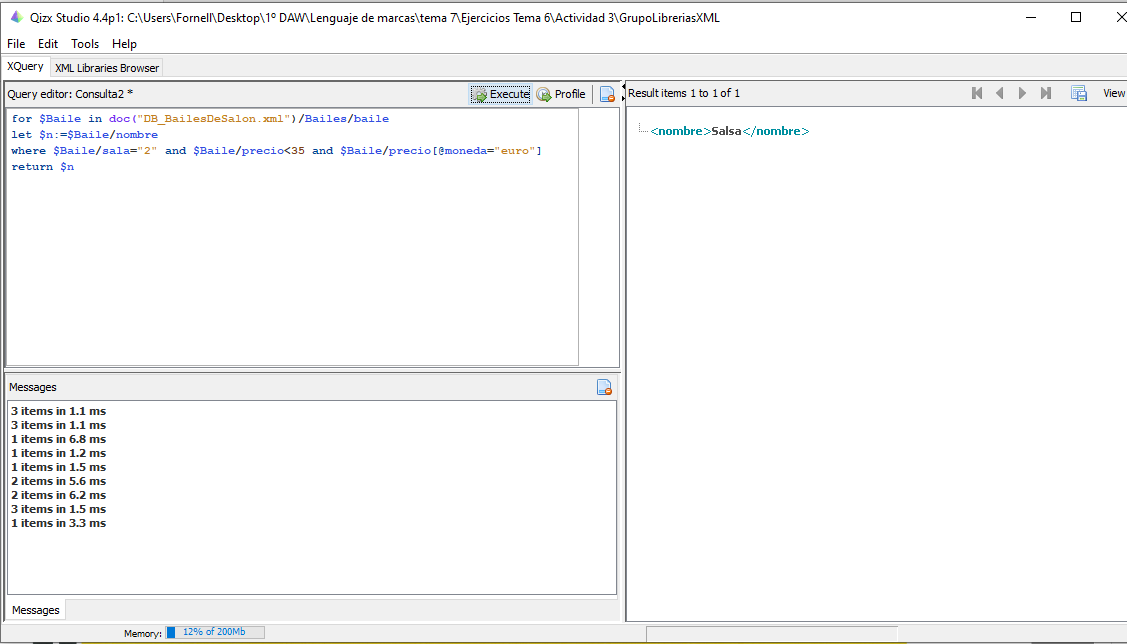 Qizx Studio 4.4p1: C:\Users\Fornell\Desktop\1º DAW\Lenguaje de marcas\tema 7\Ejercicios Tema 6\Actividad 3\GrupoLibreriasXML
File Edit Tools Help
XQuery XML Libraries Browser
Query editor: Consulta2 * Execute Profile
for $Baile in doc("DB_BailesDeSalon.xml")/Bailes/baile
let $n:=$Baile/nombre
where $Baile/sala="2" and $Baile/precio<35 and $Baile/precio[@moneda="euro"]
return $n
Messages
3 items in 1.1 ms
3 items in 1.1 ms
1 items in 6.8 ms
1 items in 1.2 ms
1 items in 1.5 ms
2 items in 5.6 ms
2 items in 6.2 ms
3 items in 1.5 ms
1 items in 3.3 ms
Messages
Memory: 12% of 200Mb
Result items 1 to 1 of 1 View
<nombre>Salsa</nombre>